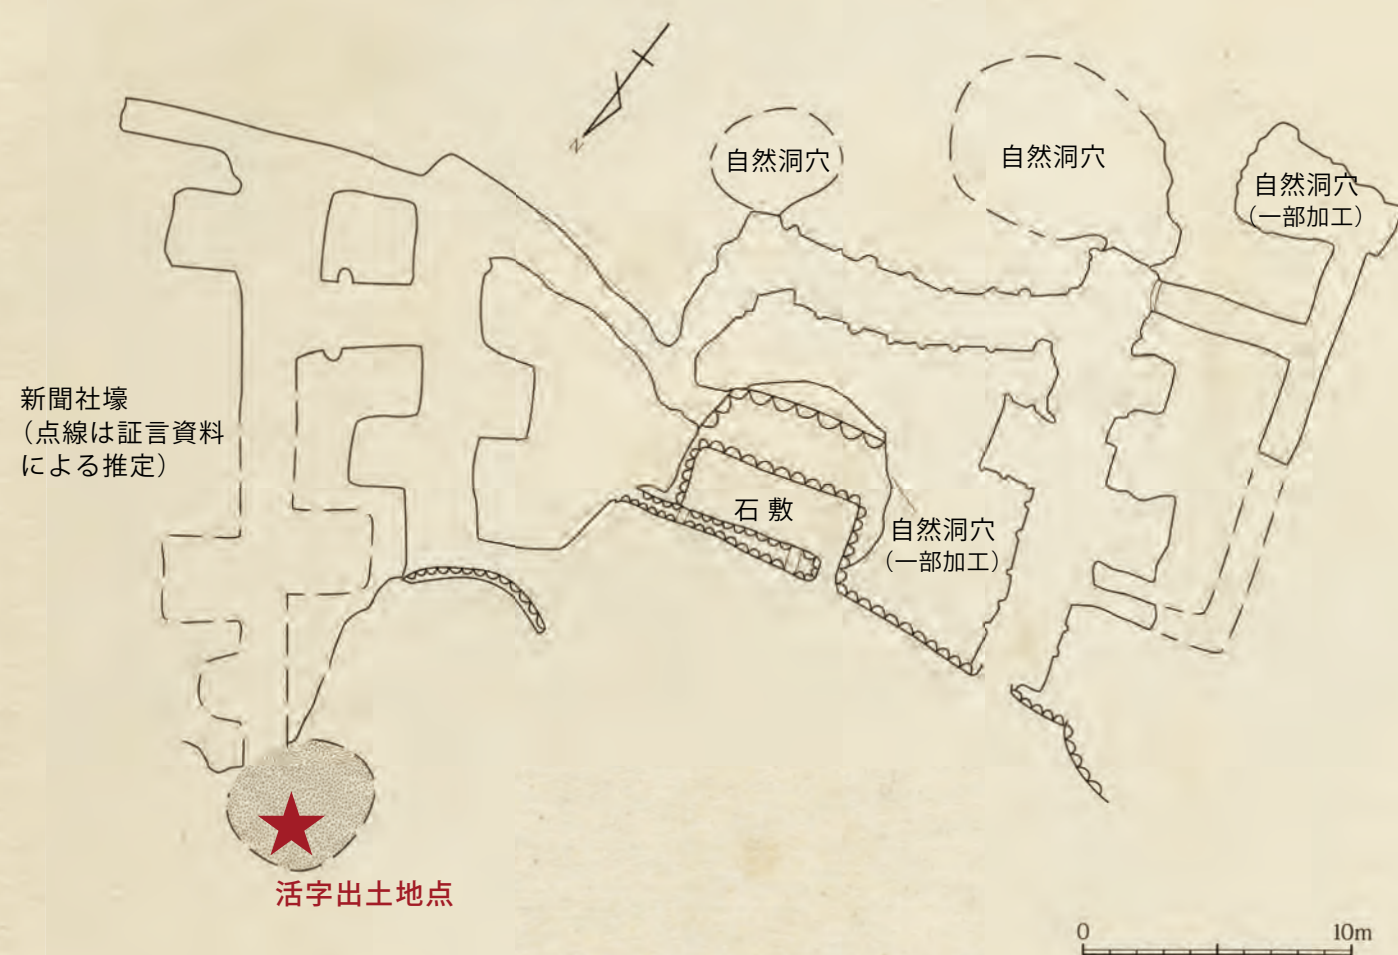 N
自然洞穴
自然洞穴
自然洞穴
（一部加工）
新聞社壕
（点線は証言資料
による推定）
石敷
自然洞穴
（一部加工）
活字出土地点
0 10m